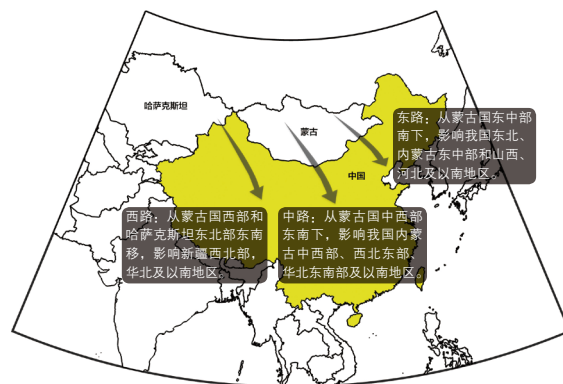 哈萨克斯坦
蒙古
中国
东路：从蒙古国东中部
南下，影响我国东北、
内蒙古东中部和山西、
河北及以南地区。
西路：从蒙古国西部和
哈萨克斯坦东北部东南
移，影响新疆西北部，
华北及以南地区。
中路：从蒙古国中西部
东南下，影响我国内蒙
古中西部、西北东部、
华北东南部及以南地区。